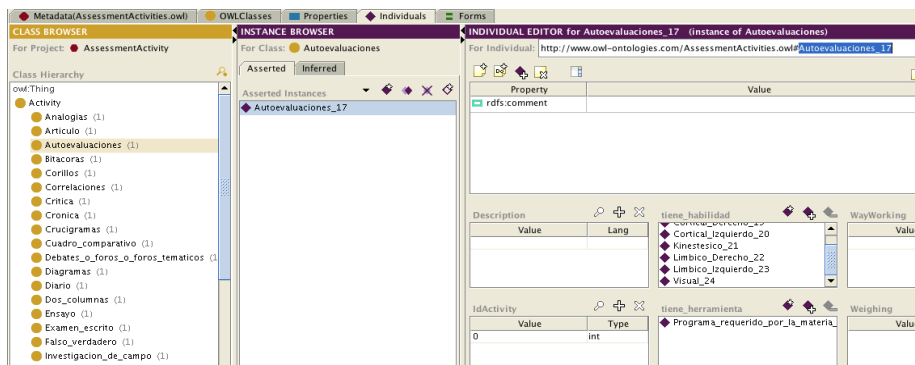 Metadata(AssessmentActivities.owl) OWLClasses Properties Individuals Forms
CLASS BROWSER
For Project: AssessmentActivity
Class Hierarchy
owl:Thing
Activity
Analogias (1)
Articulo (1)
Autoevaluaciones (1)
Bitacoras (1)
Corillos (1)
Correlaciones (1)
Critica (1)
Cronica (1)
Crucigramas (1)
Cuadro_comparativo (1)
Debates_o_foros_o_foros_tematicos (1
Diagramas (1)
Diario (1)
Dos_columnas (1)
Ensayo (1)
Examen_escrito (1)
Falso_verdadero (1)
Investigacion_de_campo (1)
INSTANCE BROWSER
For Class: Autoevaluaciones
Asserted Inferred
Asserted Instances
Autoevaluaciones_17
INDIVIDUAL EDITOR for Autoevaluaciones_17 (instance of Autoevaluaciones)
For Individual: http://www.owl-ontologies.com/AssessmentActivities.owl#Autoevaluaciones_17
Property Value
rdfs:comment
Description
Value Lang
tiene_habilidad
Cortical_Izquierdo_20
Kinestesico_21
Limbico_Derecho_22
Limbico_Izquierdo_23
Visual_24
WayWorking
Valu
IdActivity
Value Type
0 int
tiene_herramienta
Programa_requerido_por_la_materia_
Weighing
Valu